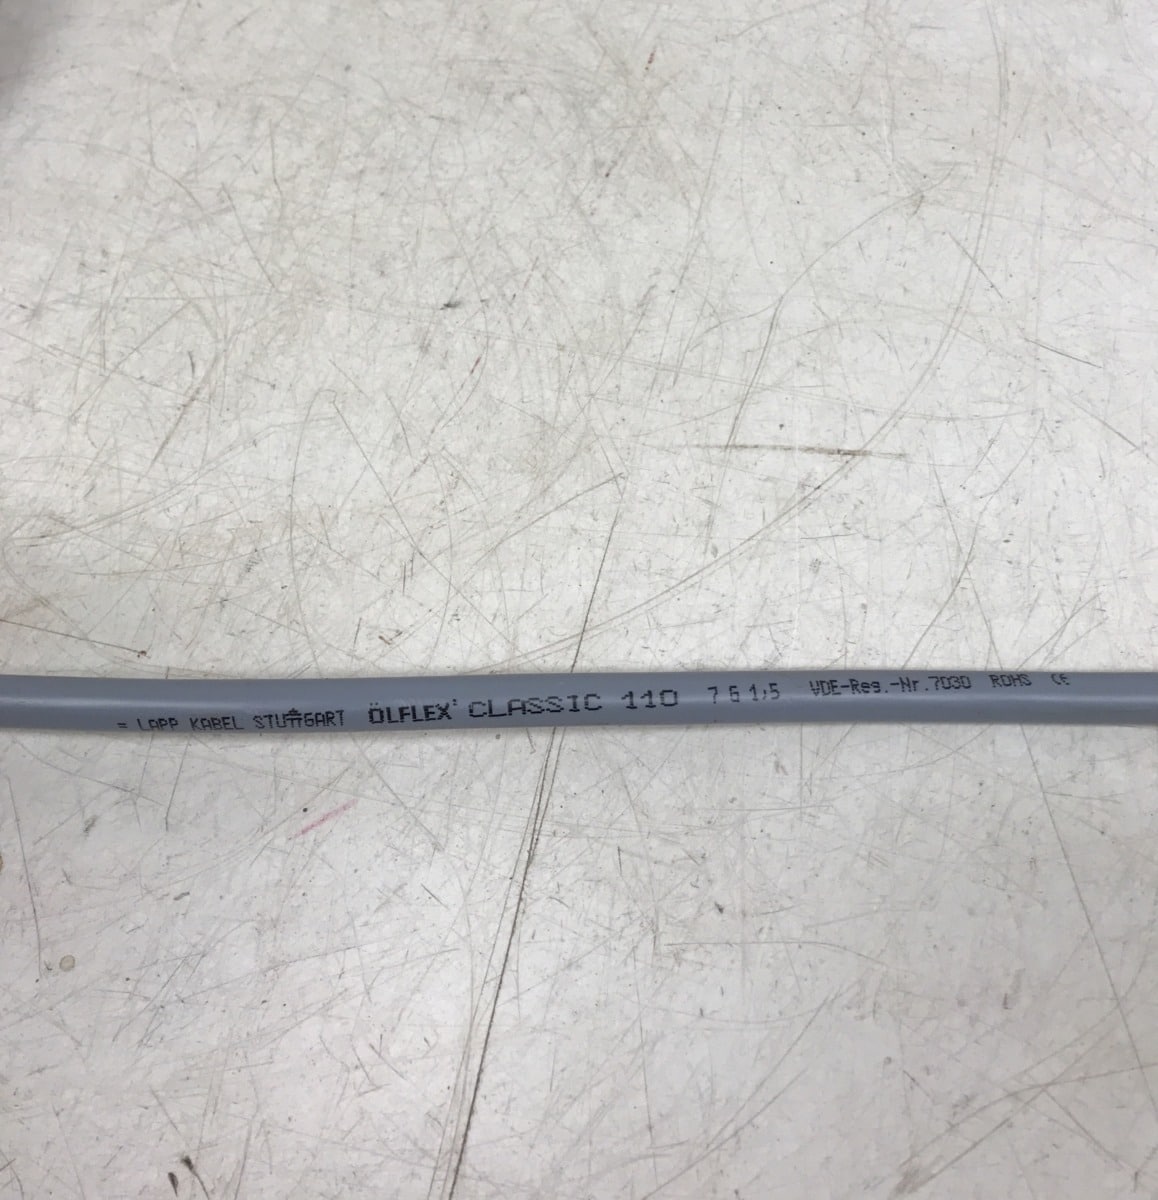 = LAPP KABEL STUTTGART ÖLFLEX® CLASSIC 110 7 G 1,5 VDE-Reg.-Nr.7030 ROHS CE